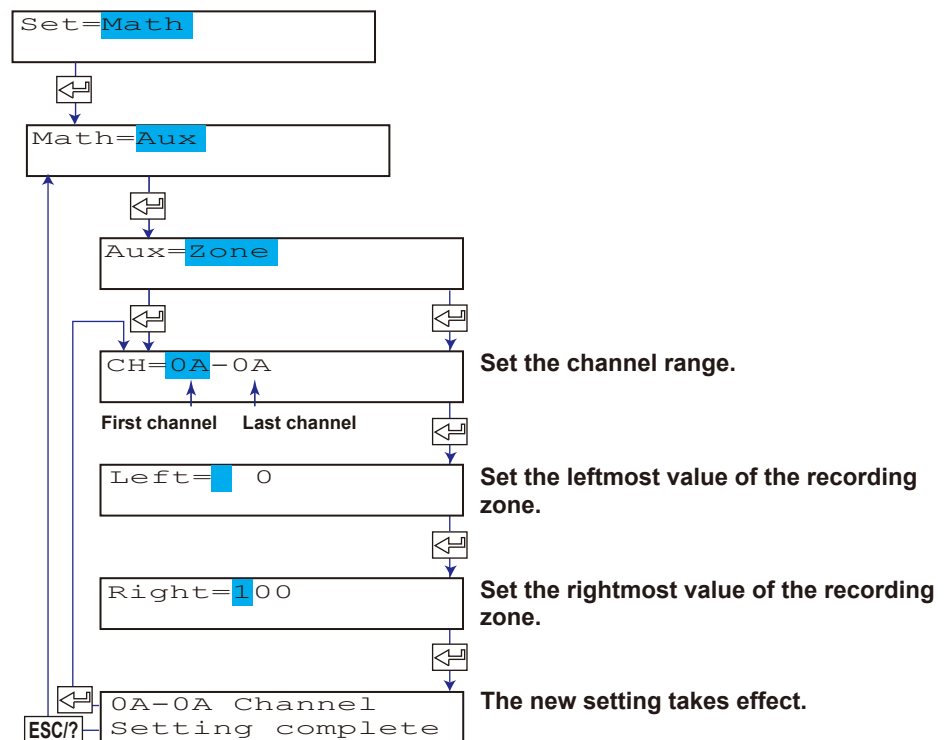 Set=Math
Math=Aux
Aux=Zone
CH=0A-0A
Set the channel range.
First channel Last channel
Left= 0
Set the leftmost value of the recording
zone.
Right=100
Set the rightmost value of the recording
zone.
0A-0A Channel
The new setting takes effect.
ESC/?
Setting complete